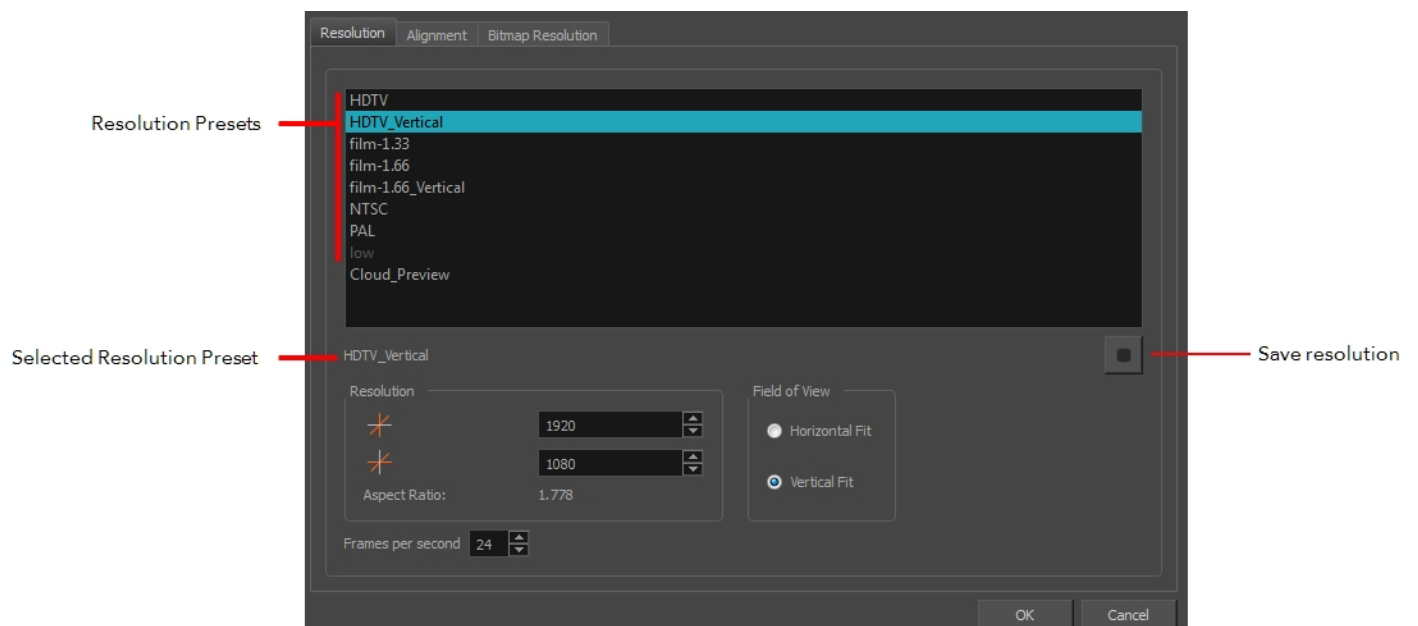 Resolution Alignment Bitmap Resolution
HDTV
Resolution Presets
HDTV_Vertical
film-1.33
film-1.66
film-1.66_Vertical
NTSC
PAL
low
Cloud_Preview
Selected Resolution Preset
HDTV_Vertical
Save resolution
Resolution
Field of View
1920
Horizontal Fit
1080
Vertical Fit
Aspect Ratio: 1.778
Frames per second 24
OK Cancel